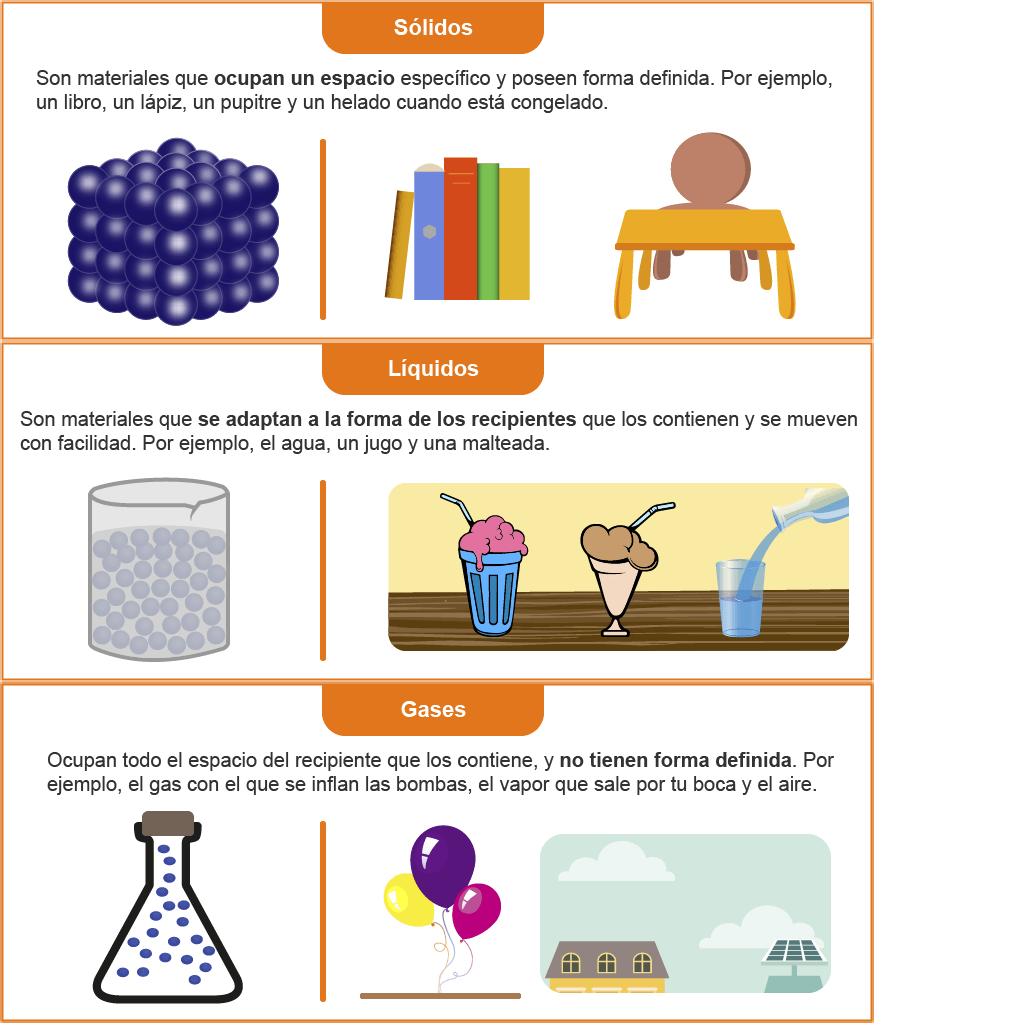 Sólidos
Son materiales que ocupan un espacio específico y poseen forma definida. Por ejemplo,
un libro, un lápiz, un pupitre y un helado cuando está congelado.
Líquidos
Son materiales que se adaptan a la forma de los recipientes que los contienen y se mueven
con facilidad. Por ejemplo, el agua, un jugo y una malteada.
Gases
Ocupan todo el espacio del recipiente que los contiene, y no tienen forma definida. Por
ejemplo, el gas con el que se inflan las bombas, el vapor que sale por tu boca y el aire.